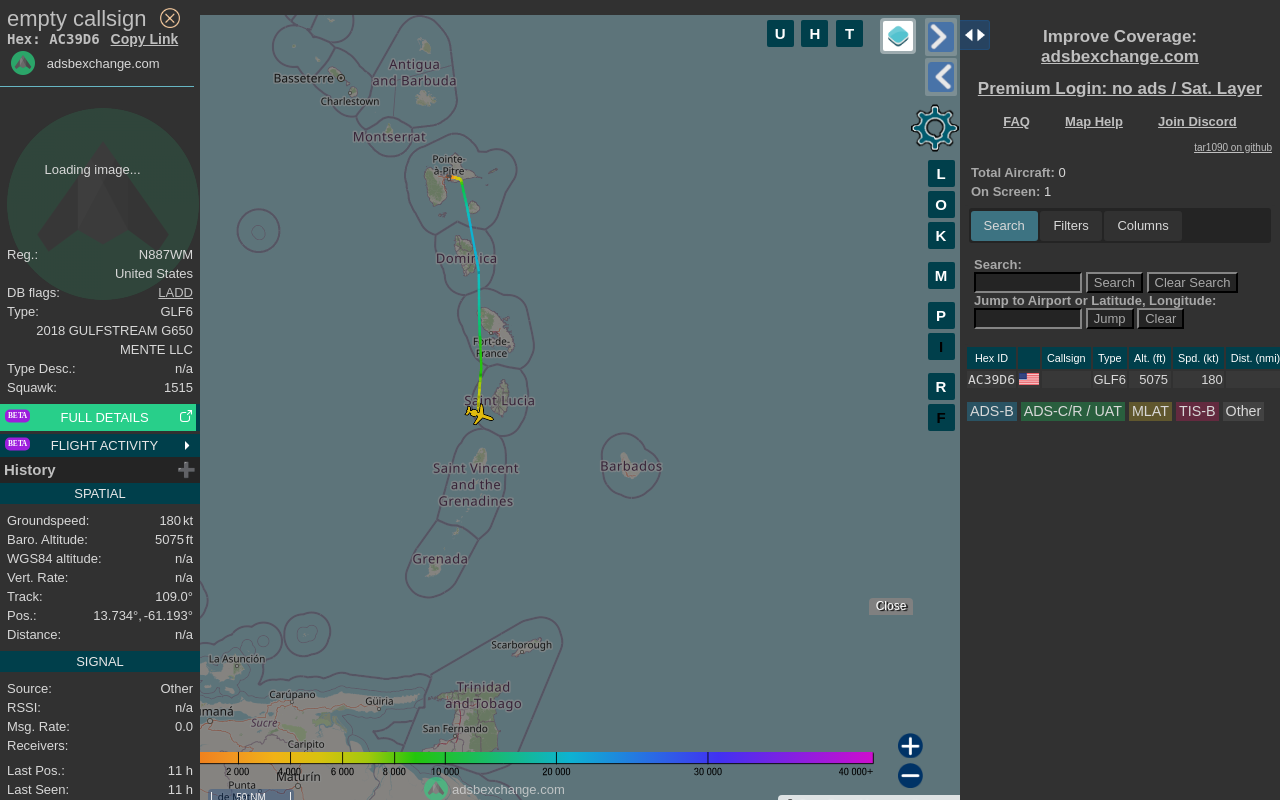 empty callsign
Hex: AC39D6 Copy Link
adsbexchange.com
Loading image...
Reg.: N887WM
United States
DB flags: LADD
Type: GLF6
2018 GULFSTREAM G650
MENTE LLC
Type Desc.: n/a
Squawk: 1515
BETA FULL DETAILS
BETA FLIGHT ACTIVITY
History
SPATIAL
Groundspeed: 180 kt
Baro. Altitude: 5075 ft
WGS84 altitude: n/a
Vert. Rate: n/a
Track: 109.0°
Pos.: 13.734°, -61.193°
Distance: n/a
SIGNAL
Source: Other
RSSI: n/a
Msg. Rate: 0.0
Receivers:
Last Pos.: 11 h
Last Seen: 11 h
U H T
L
O
K
M
P
I
R
F
Antigua
and Barbuda
Basseterre
Charlestown
Montserrat
Pointe-
à-Pitre
Dominica
Fort-de-
France
Saint Lucia
Saint Vincent
and the
Grenadines
Barbados
Grenada
Close
Scarborough
La Asunción
Trinidad
and Tobago
Carúpano
Güiria
maná
Sucre
San Fernando
Caripito
2 000 4 000 6 000 8 000 10 000 20 000 30 000 40 000+
Maturín
Punta
de M
50 NM
adsbexchange.com
Improve Coverage:
adsbexchange.com
Premium Login: no ads / Sat. Layer
FAQ Map Help Join Discord
tar1090 on github
Total Aircraft: 0
On Screen: 1
Search Filters Columns
Search:
Search Clear Search
Jump to Airport or Latitude, Longitude:
Jump Clear
Hex ID Callsign Type Alt. (ft) Spd. (kt) Dist. (nmi)
AC39D6 GLF6 5075 180
ADS-B ADS-C/R / UAT MLAT TIS-B Other